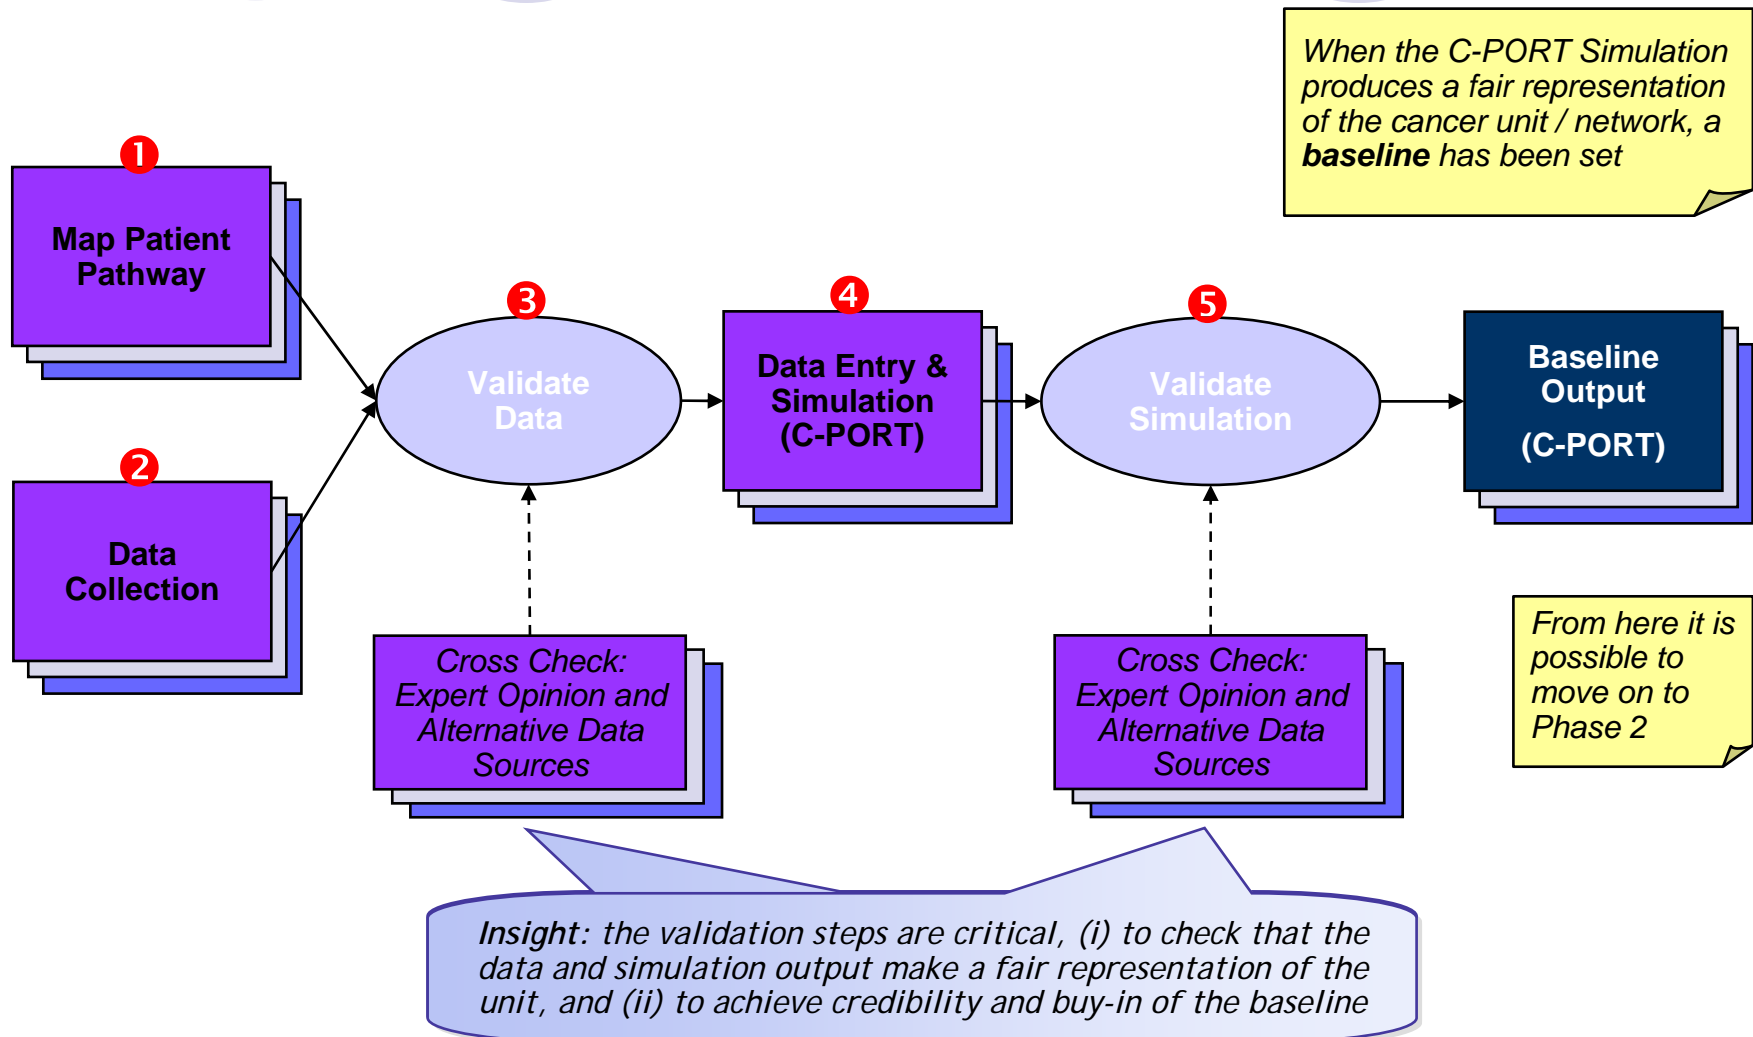 When the C-PORT Simulation
produces a fair representation
of the cancer unit / network, a
baseline has been set
1
Map Patient
Pathway
2
Data
Collection
3
Validate
Data
4
Data Entry &
Simulation
(C-PORT)
5
Validate
Simulation
Baseline
Output
(C-PORT)
Cross Check:
Expert Opinion and
Alternative Data
Sources
Cross Check:
Expert Opinion and
Alternative Data
Sources
From here it is
possible to
move on to
Phase 2
Insight: the validation steps are critical, (i) to check that the
data and simulation output make a fair representation of the
unit, and (ii) to achieve credibility and buy-in of the baseline